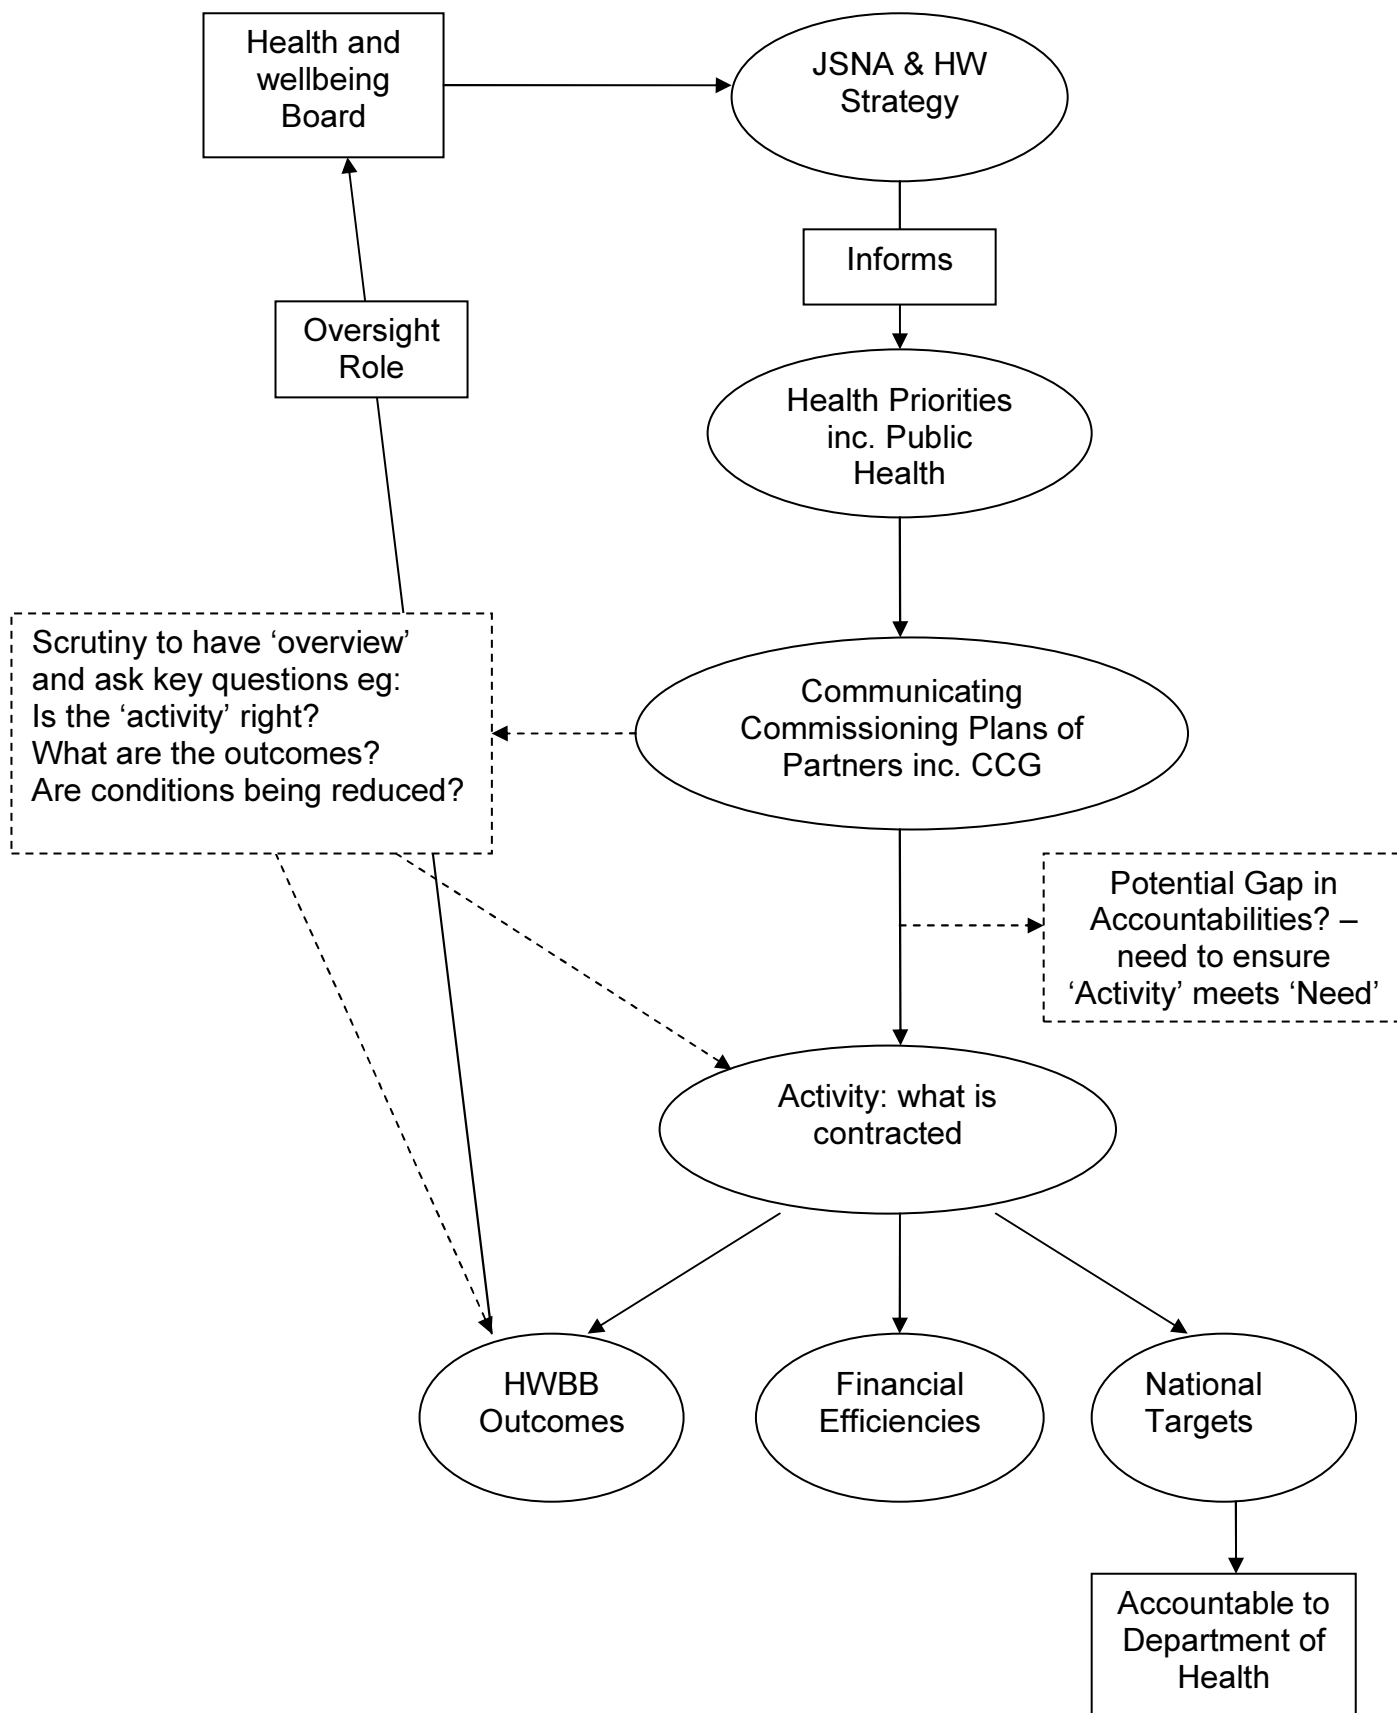 Health and
wellbeing
Board
JSNA & HW
Strategy
Informs
Oversight
Role
Health Priorities
inc. Public
Health
Scrutiny to have ‘overview’
and ask key questions eg:
Is the ‘activity’ right?
What are the outcomes?
Are conditions being reduced?
Communicating
Commissioning Plans of
Partners inc. CCG
Potential Gap in
Accountabilities? –
need to ensure
‘Activity’ meets ‘Need’
Activity: what is
contracted
HWBB
Outcomes
Financial
Efficiencies
National
Targets
Accountable to
Department of
Health